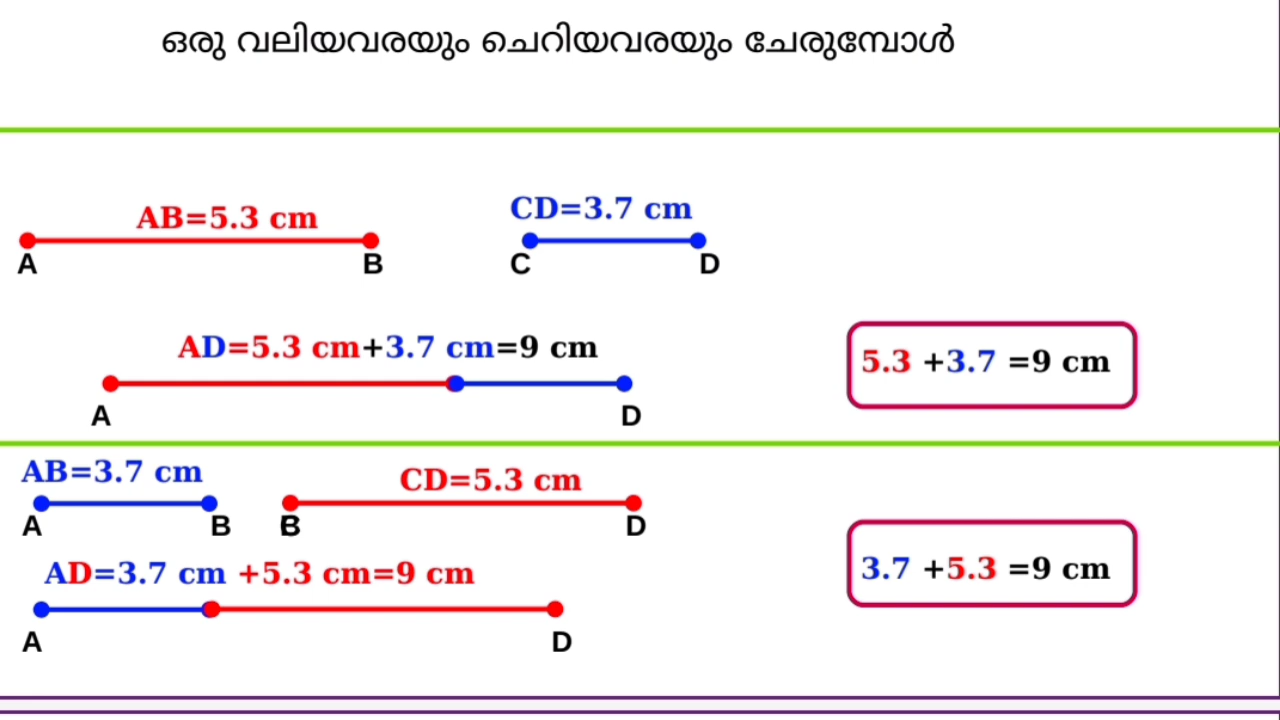 ഒരു വലിയവരയും ചെറിയവരയും ചേരുമ്പോൾ
AB=5.3 cm
CD=3.7 cm
A
B
C
D
AD=5.3 cm+3.7 cm=9 cm
5.3 +3.7 =9 cm
A
D
AB=3.7 cm
CD=5.3 cm
A
B
D
3.7 +5.3 =9 cm
AD=3.7 cm +5.3 cm=9 cm
A
D